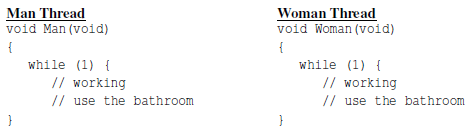 Man Thread
void Man(void)
{
while (1) {
// working
// use the bathroom
}
Woman Thread
void Woman(void)
{
while (1) {
// working
// use the bathroom
}